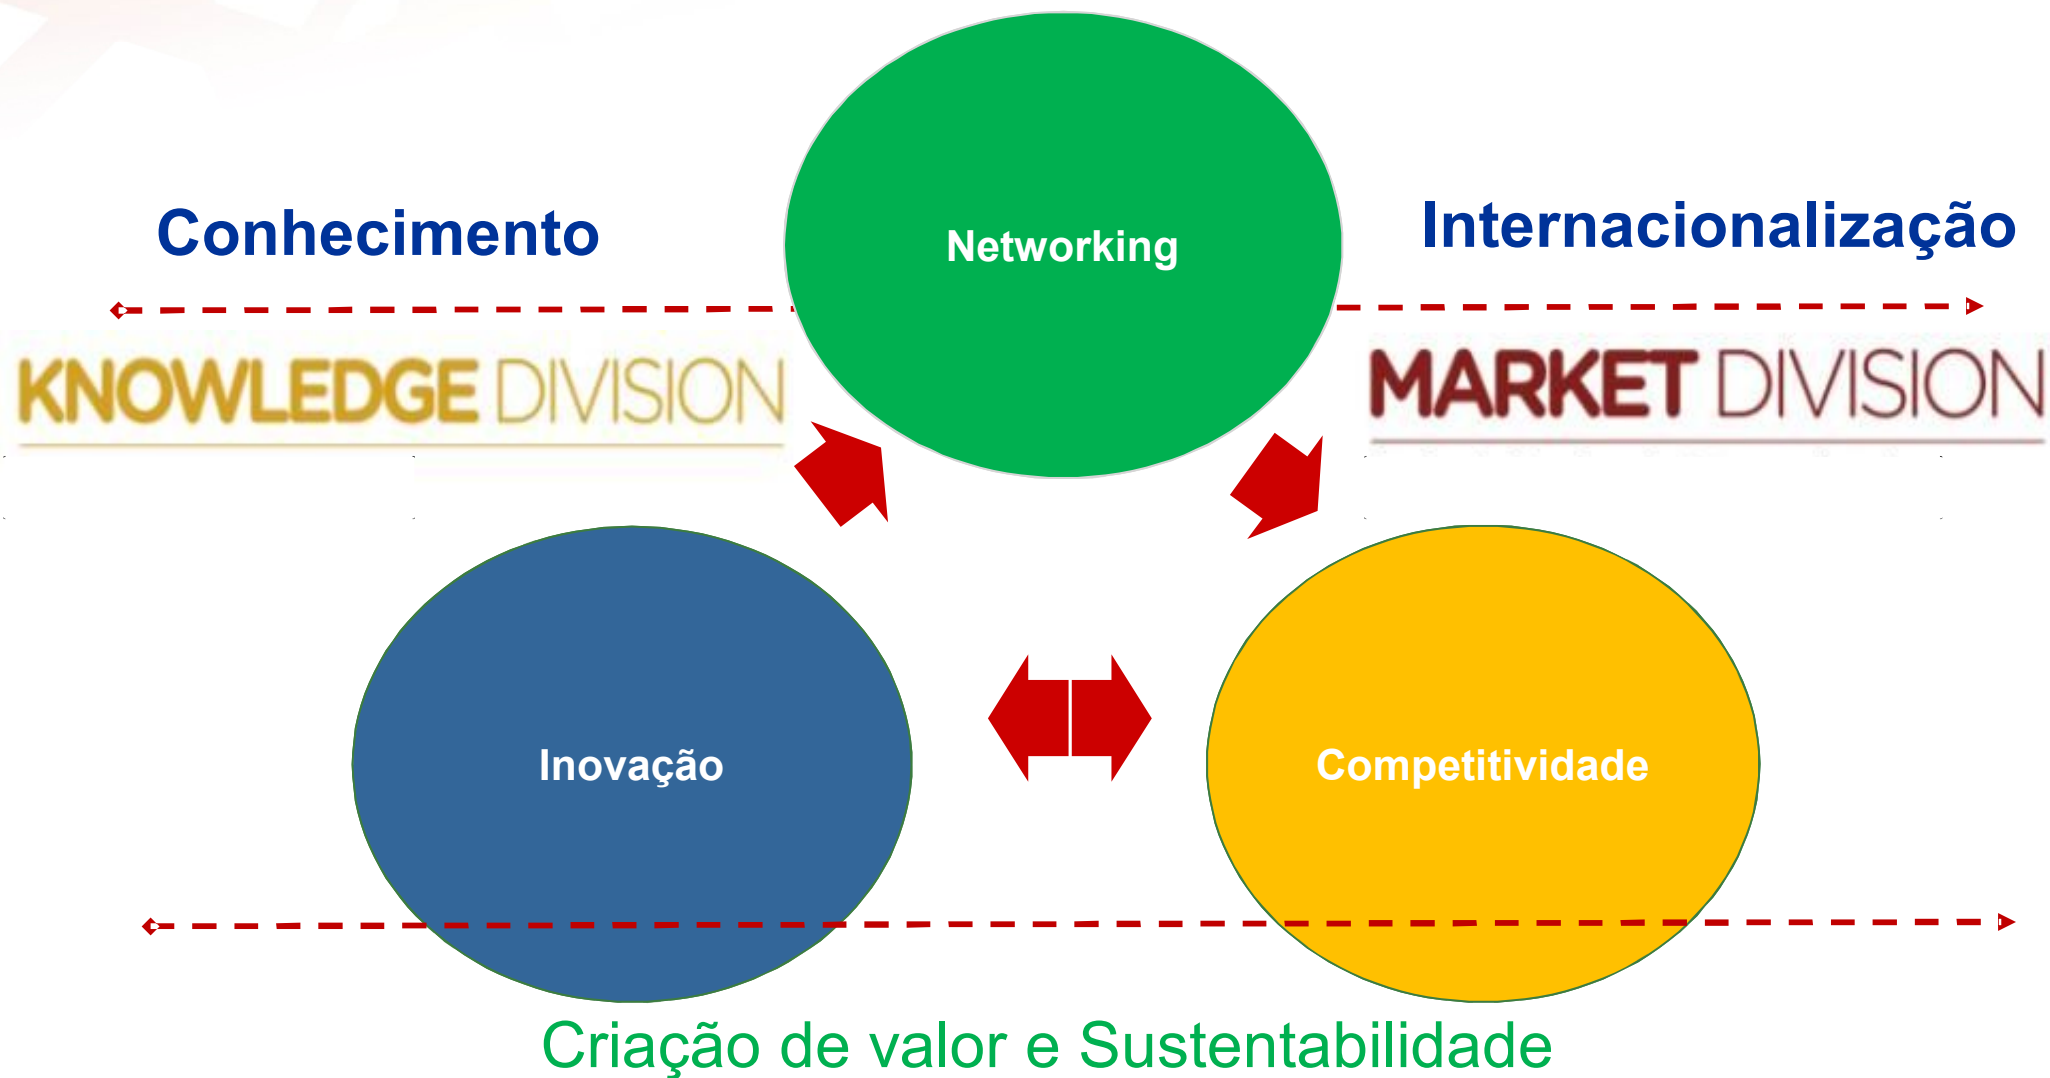 Conhecimento
Networking
Internacionalização
KNOWLEDGE DIVISION
MARKET DIVISION
Inovação
Competitividade
Criação de valor e Sustentabilidade